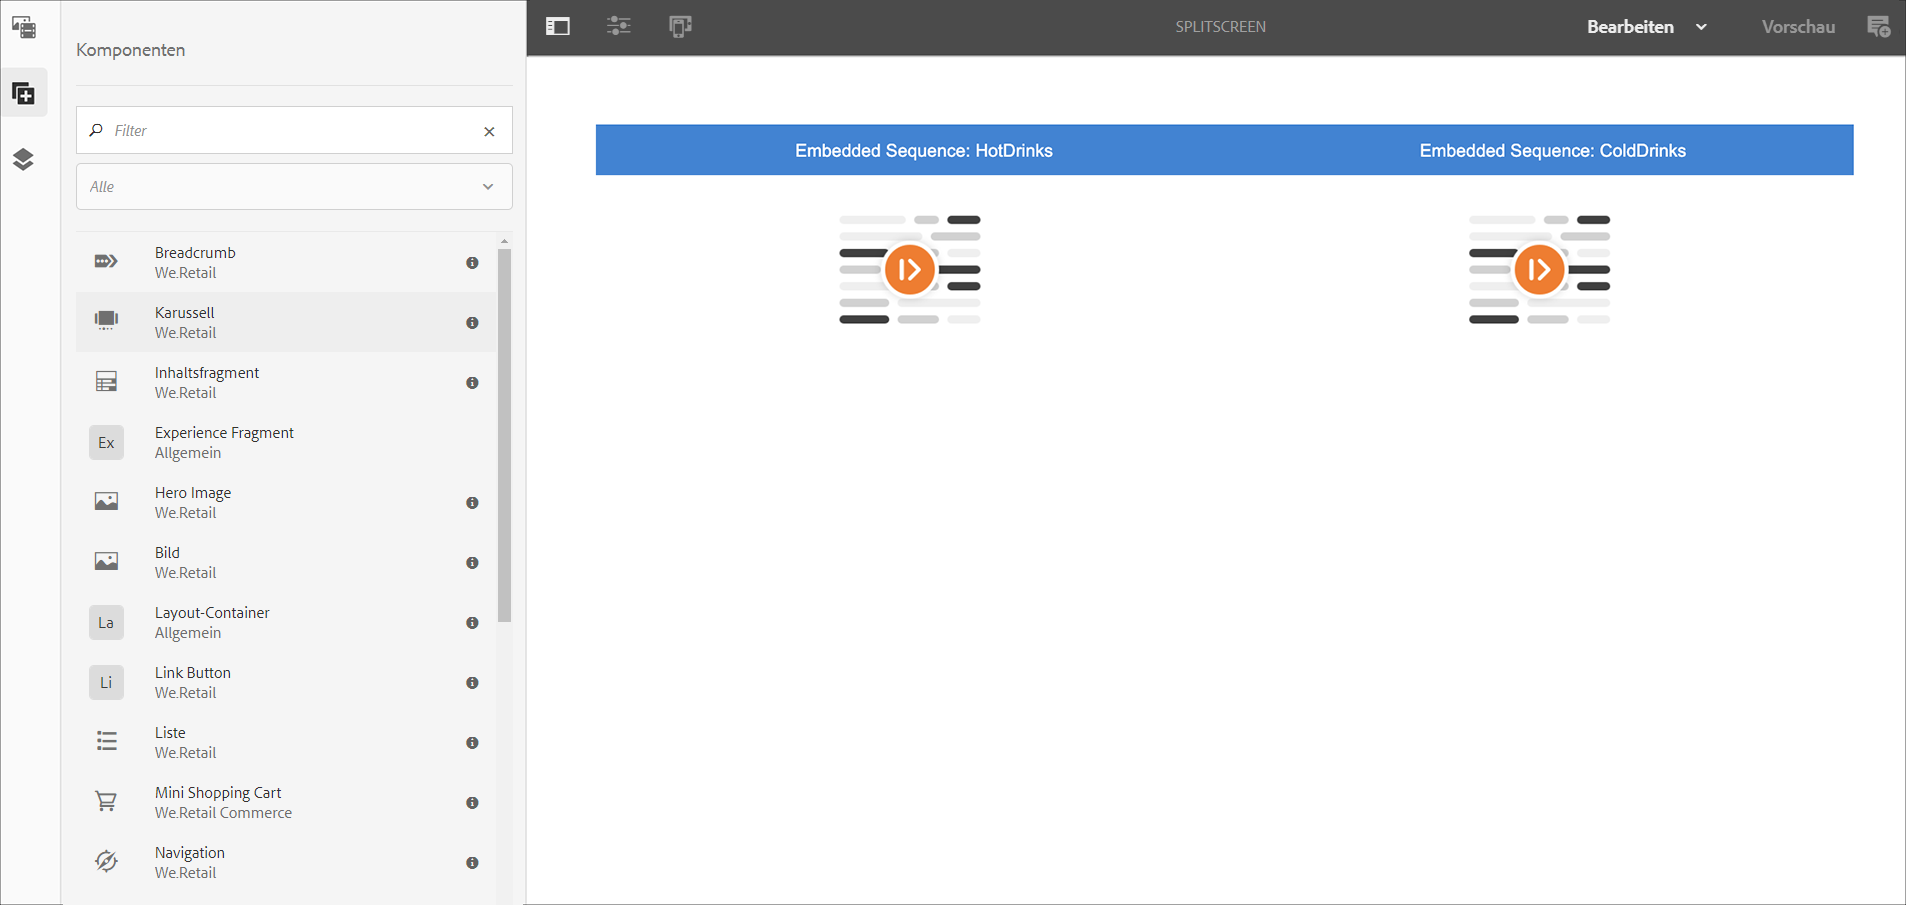 Komponenten
Filter
Alle
Breadcrumb
We.Retail
Karussell
We.Retail
Inhaltsfragment
We.Retail
Ex
Experience Fragment
Allgemein
Hero Image
We.Retail
Bild
We.Retail
La
Layout-Container
Allgemein
Li
Link Button
We.Retail
Liste
We.Retail
Mini Shopping Cart
We.Retail Commerce
Navigation
We.Retail
SPLITSCREEN
Bearbeiten
Vorschau
Embedded Sequence: HotDrinks
Embedded Sequence: ColdDrinks